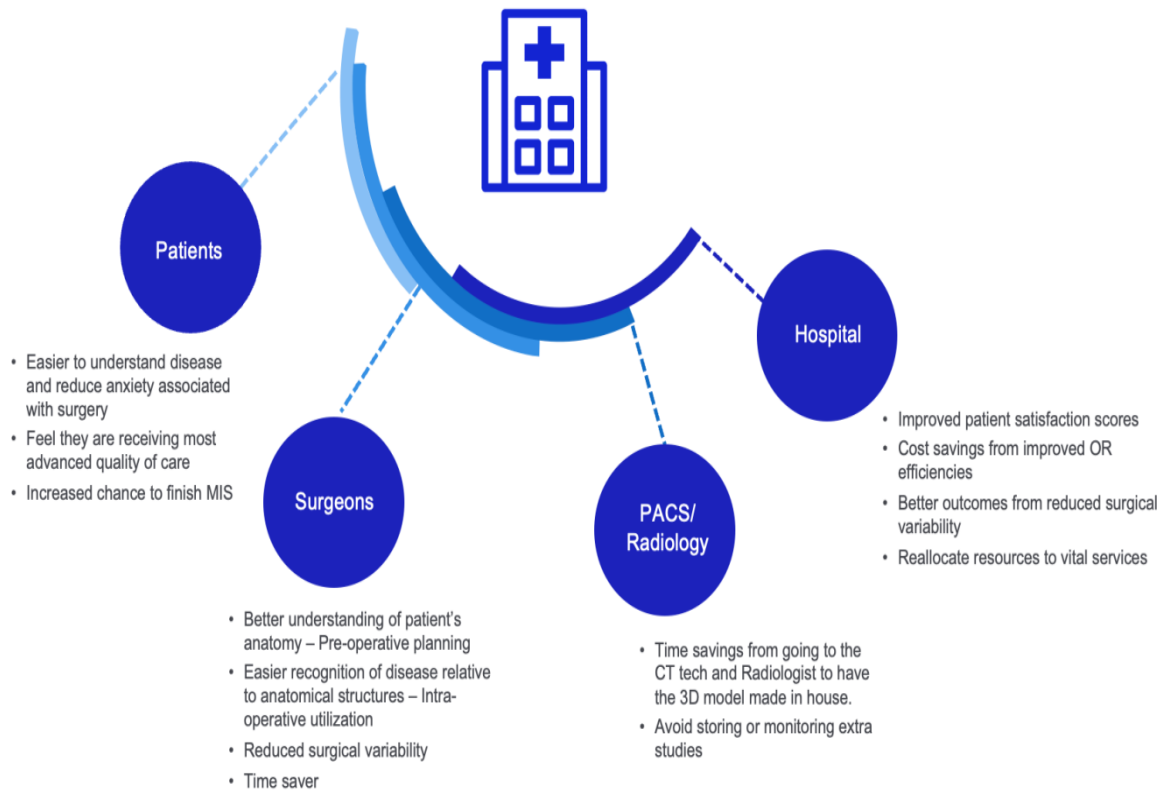 Patients
• Easier to understand disease
and reduce anxiety associated
with surgery
• Feel they are receiving most
advanced quality of care
• Increased chance to finish MIS
Surgeons
• Better understanding of patient’s
anatomy – Pre-operative planning
• Easier recognition of disease relative
to anatomical structures – Intra-
operative utilization
• Reduced surgical variability
• Time saver
PACS/
Radiology
• Time savings from going to the
CT tech and Radiologist to have
the 3D model made in house.
• Avoid storing or monitoring extra
studies
Hospital
• Improved patient satisfaction scores
• Cost savings from improved OR
efficiencies
• Better outcomes from reduced surgical
variability
• Reallocate resources to vital services